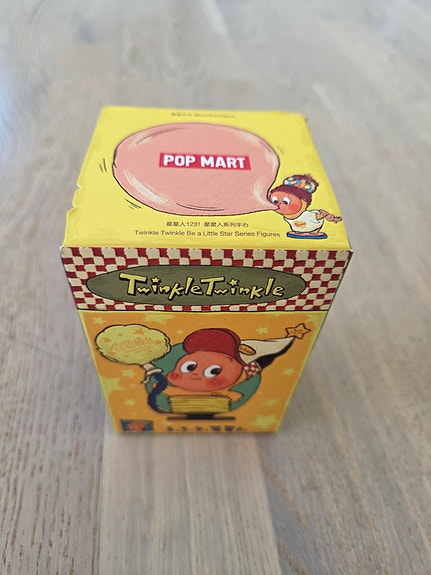 POP MART
星星人123! 星星人系列手办
Twinkle Twinkle Be a Little Star Series Figures
TwinkleTwinkle